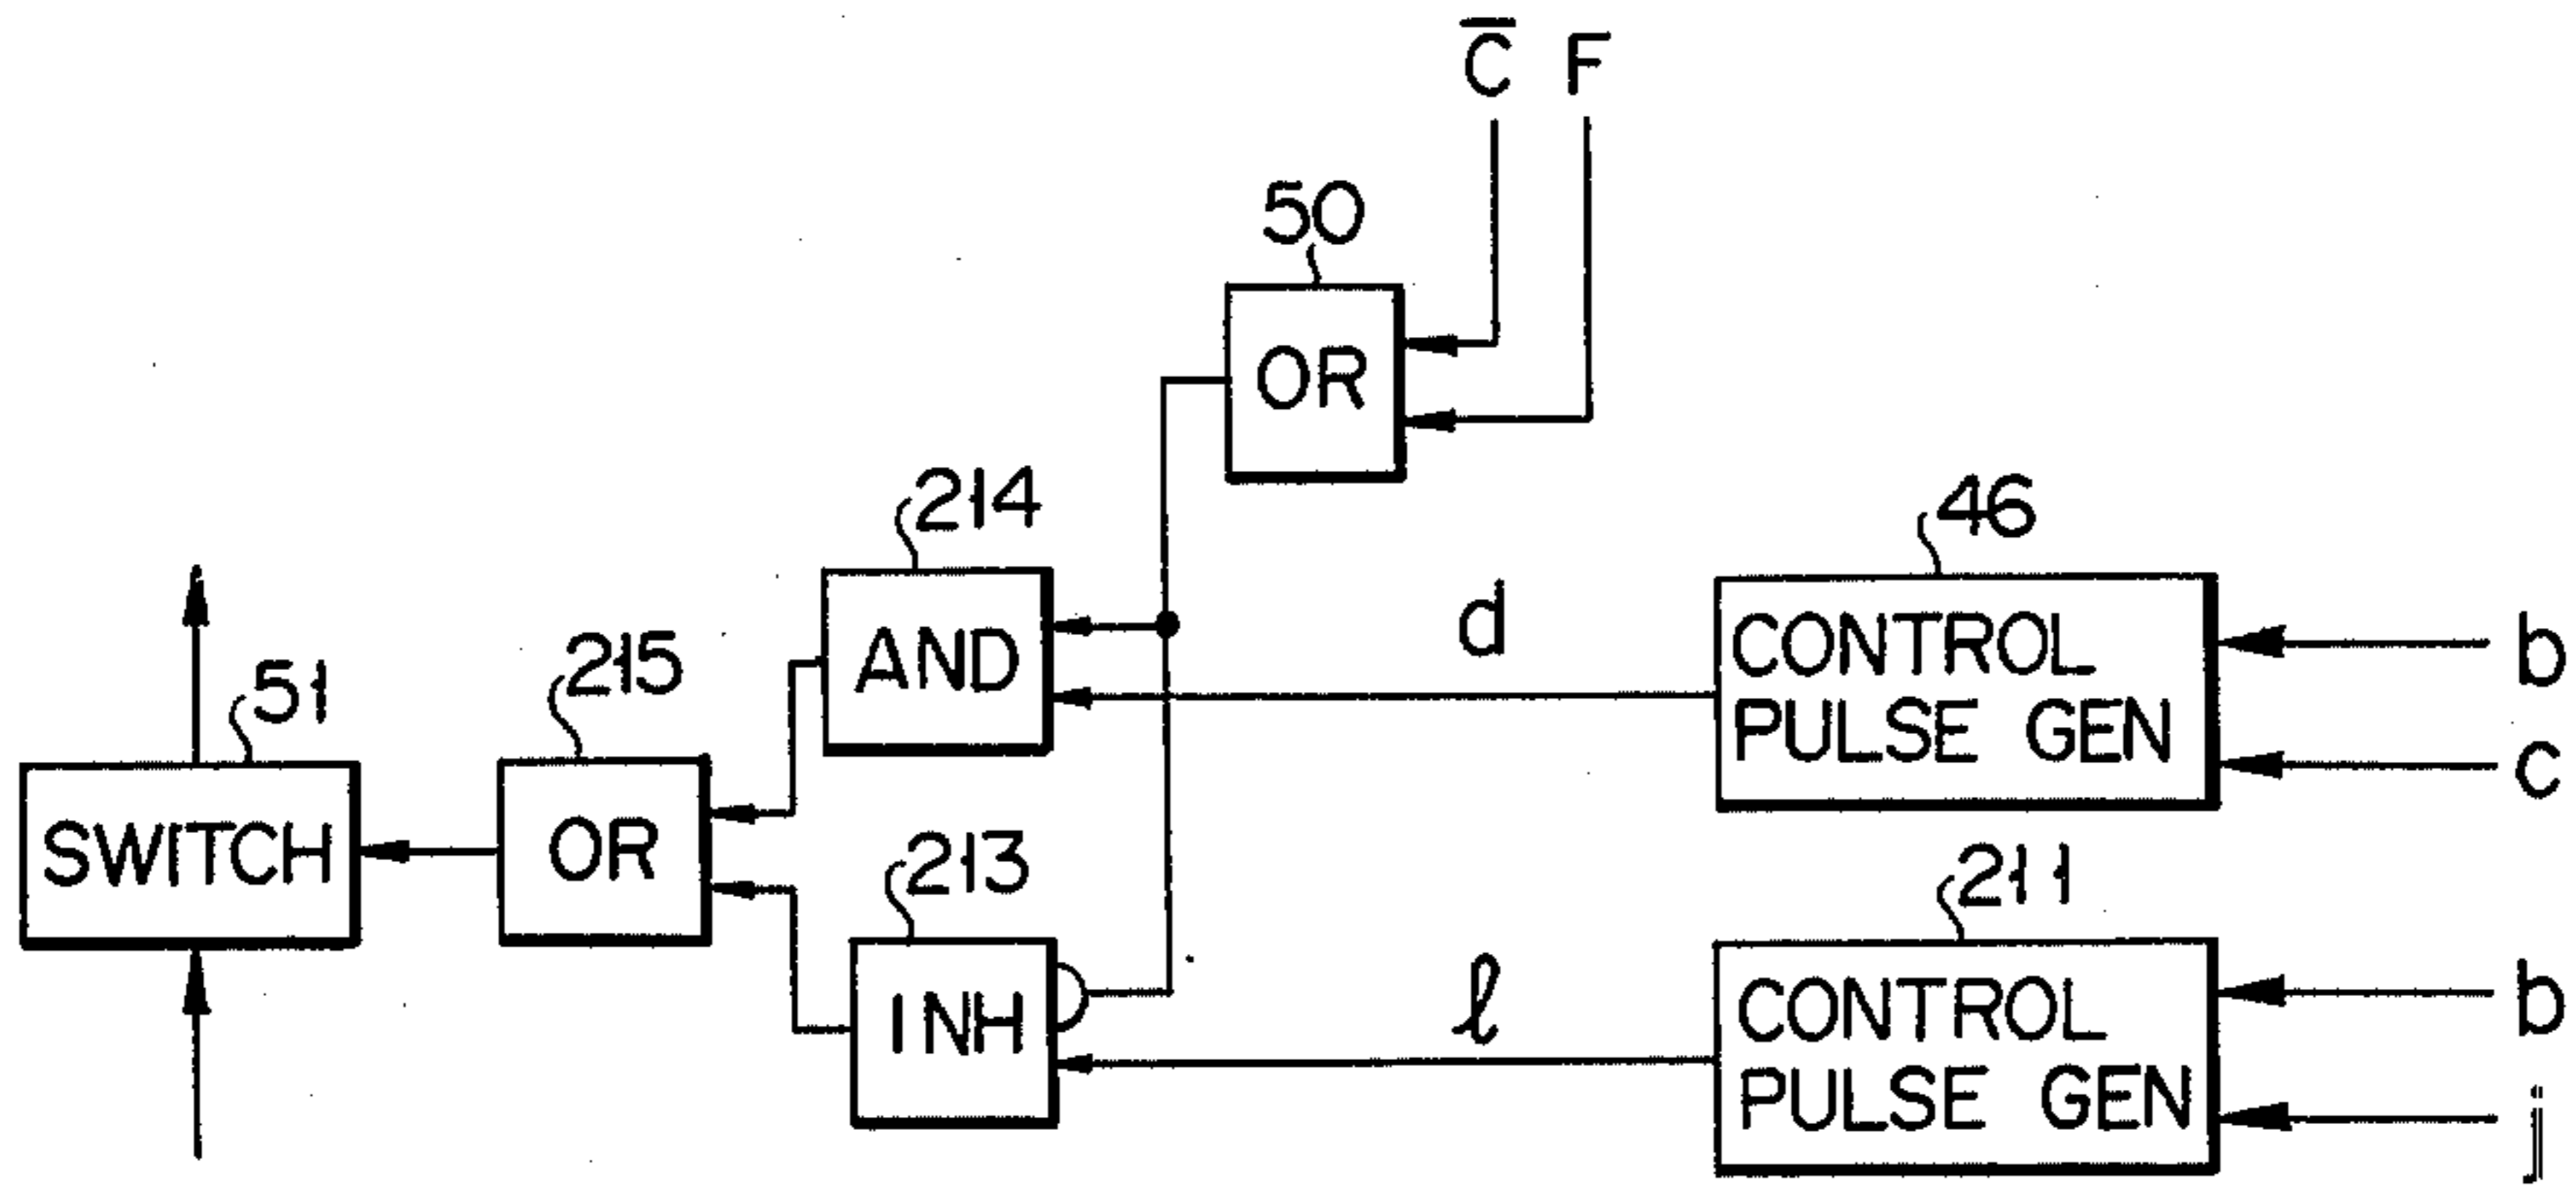 C̅ F
50
OR
214
AND
d
46
CONTROL
PULSE GEN
b
c
215
OR
51
SWITCH
213
INH
ℓ
211
CONTROL
PULSE GEN
b
j